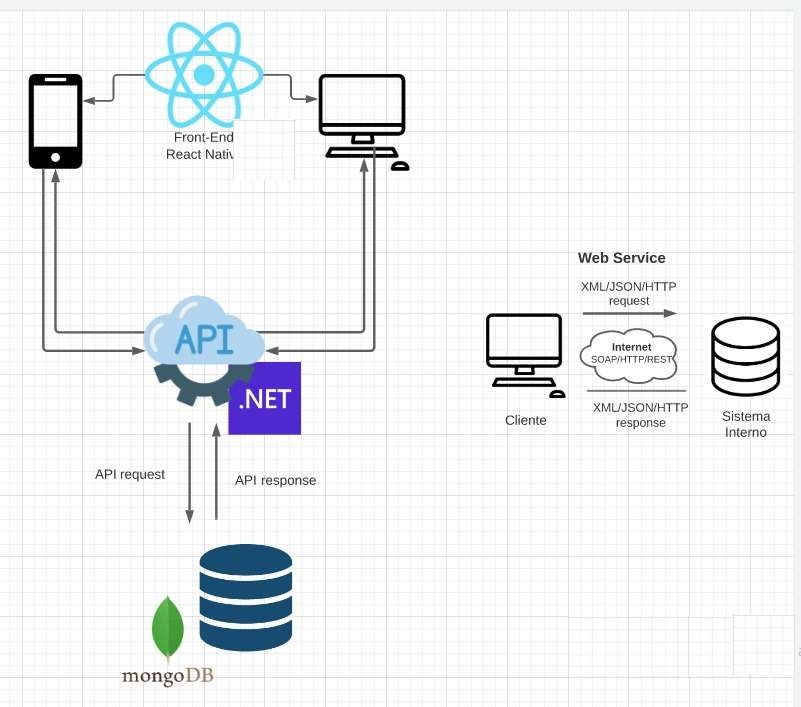 Front-End
React Nativ
Web Service
XML/JSON/HTTP
request
Internet
SOAP/HTTP/REST
XML/JSON/HTTP
response
Cliente
Sistema
Interno
API
.NET
API request
API response
mongoDB